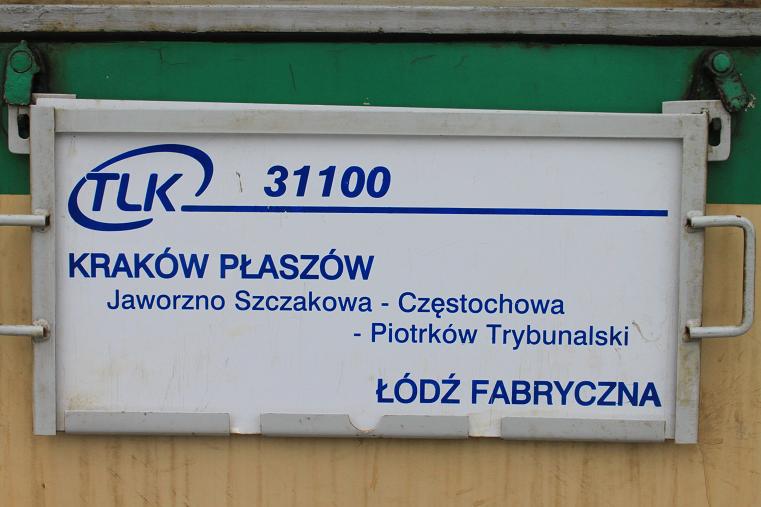 TLK 31100
KRAKÓW PŁASZÓW
Jaworzno Szczakowa - Częstochowa
- Piotrków Trybunalski
ŁÓDŹ FABRYCZNA